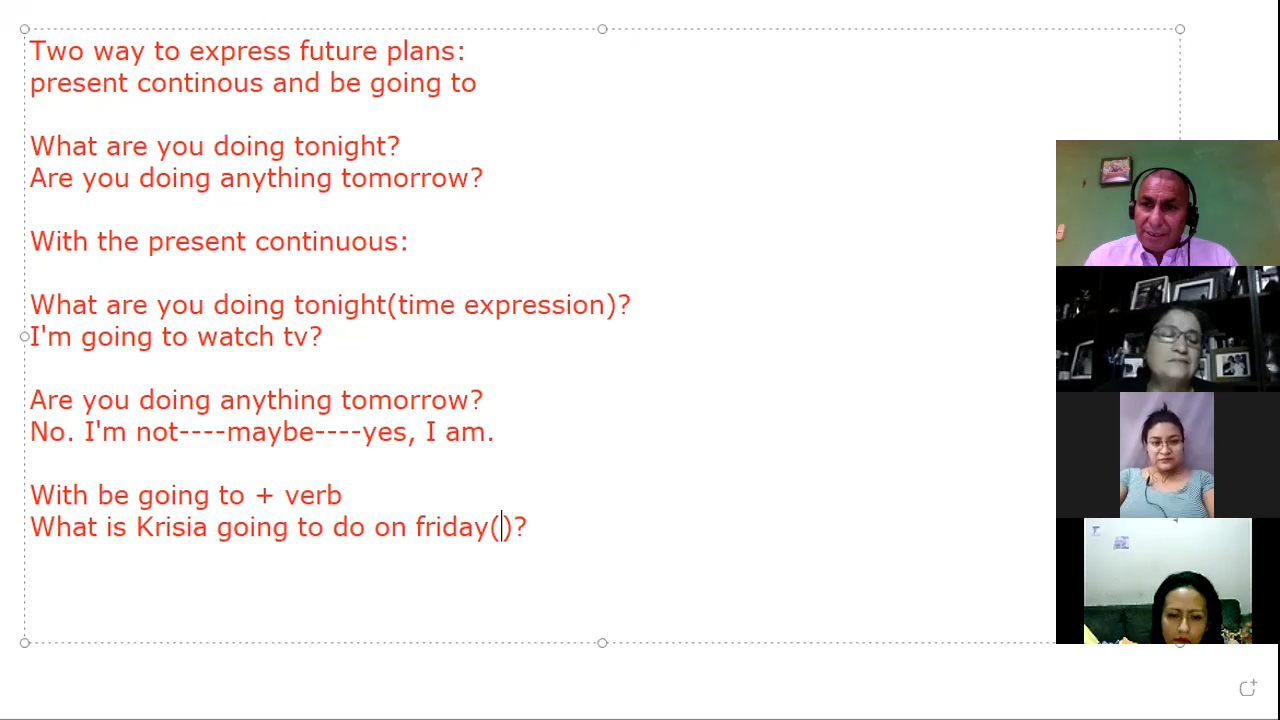 Two way to express future plans:
present continous and be going to
What are you doing tonight?
Are you doing anything tomorrow?
With the present continuous:
What are you doing tonight(time expression)?
I'm going to watch tv?
Are you doing anything tomorrow?
No. I'm not----maybe----yes, I am.
With be going to + verb
What is Krisia going to do on friday()?